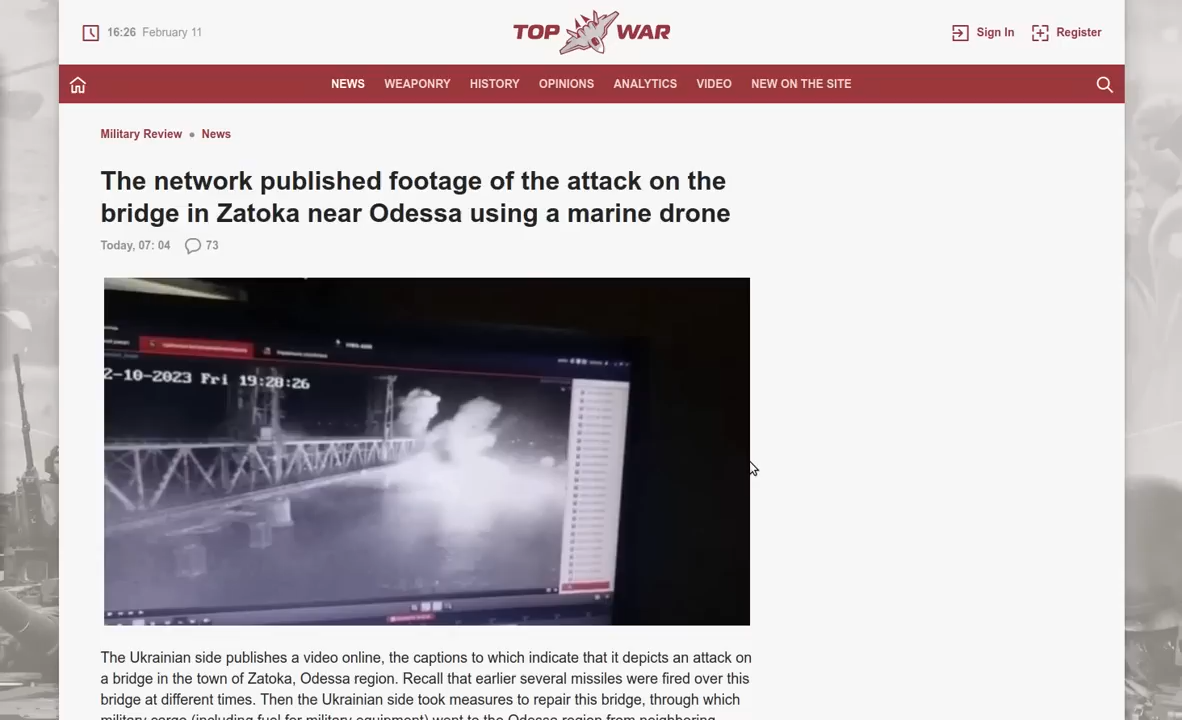 16:26 February 11
TOP WAR
Sign In
Register
NEWS WEAPONRY HISTORY OPINIONS ANALYTICS VIDEO NEW ON THE SITE
Military Review • News
The network published footage of the attack on the
bridge in Zatoka near Odessa using a marine drone
Today, 07: 04 73
2-10-2023 Fri 19:28:26
The Ukrainian side publishes a video online, the captions to which indicate that it depicts an attack on
a bridge in the town of Zatoka, Odessa region. Recall that earlier several missiles were fired over this
bridge at different times. Then the Ukrainian side took measures to repair this bridge, through which
military cargo (including fuel for military equipment) went to the Odessa region from neighboring